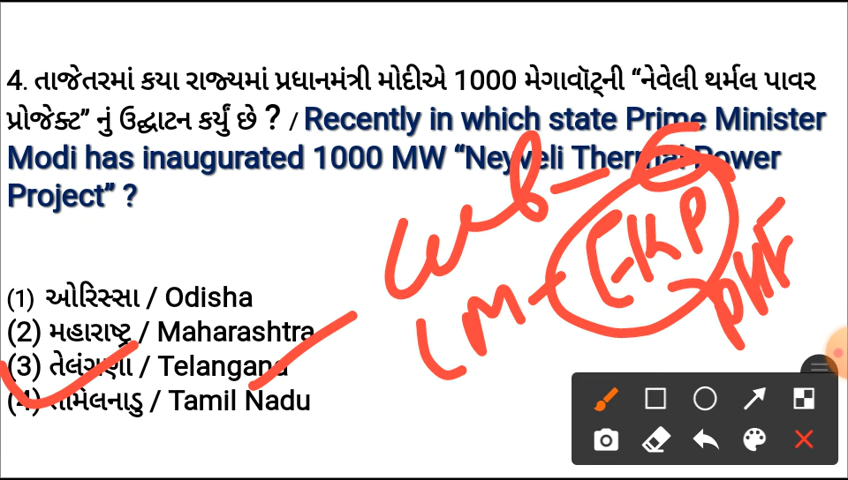 4. તાજેતરમાં કયા રાજ્યમાં પ્રધાનમંત્રી મોદીએ 1000 મેગાવૉટ્ની “નેવેલી થર્મલ પાવર
પ્રોજેક્ટ” નું ઉદ્ઘાટન કર્યું છે ? / Recently in which state Prime Minister
Modi has inaugurated 1000 MW “Neyveli Thermal Power
Project” ?
(1) ઓરિસ્સા / Odisha
(2) મહારાષ્ટ્ર / Maharashtra
(3) તેલંગણા / Telangana
(4) તામિલનાડુ / Tamil Nadu